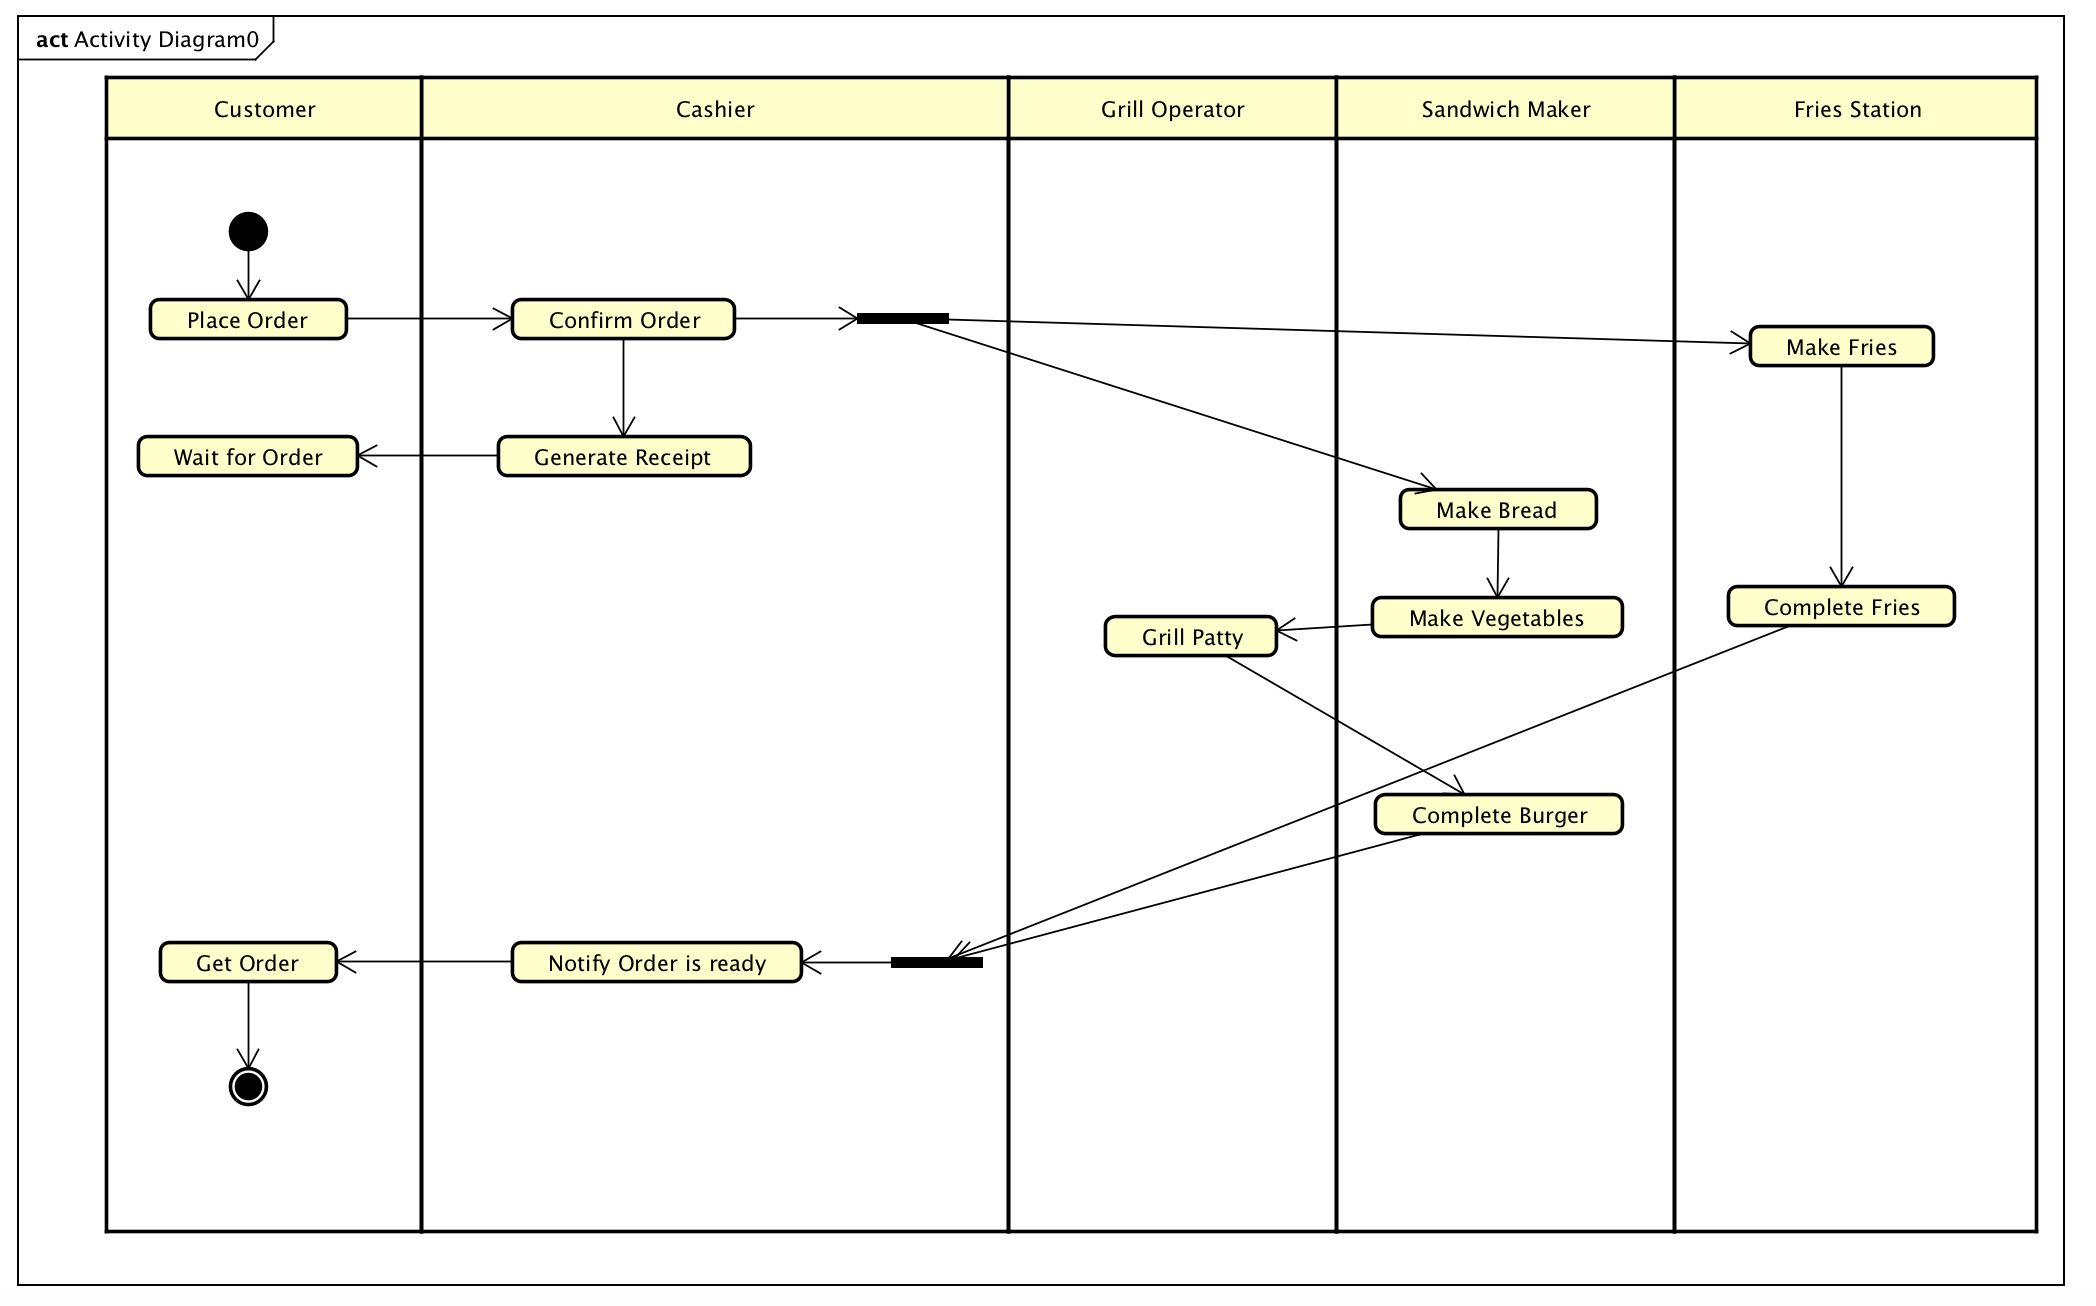 act Activity Diagram0
Customer
Cashier
Grill Operator
Sandwich Maker
Fries Station
Place Order
Confirm Order
Make Fries
Wait for Order
Generate Receipt
Make Bread
Make Vegetables
Complete Fries
Grill Patty
Complete Burger
Get Order
Notify Order is ready